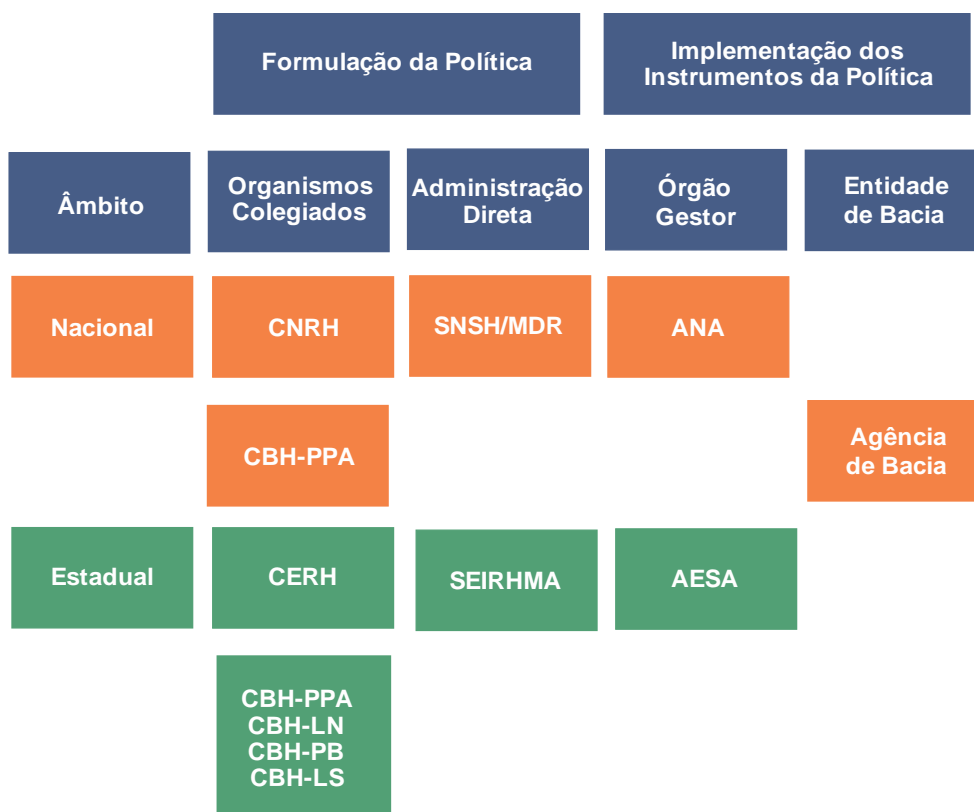 Formulação da Política
Implementação dos
Instrumentos da Política
Âmbito
Organismos
Colegiados
Administração
Direta
Órgão
Gestor
Entidade
de Bacia
Nacional
CNRH
SNSH/MDR
ANA
CBH-PPA
Agência
de Bacia
Estadual
CERH
SEIRHMA
AESA
CBH-PPA
CBH-LN
CBH-PB
CBH-LS